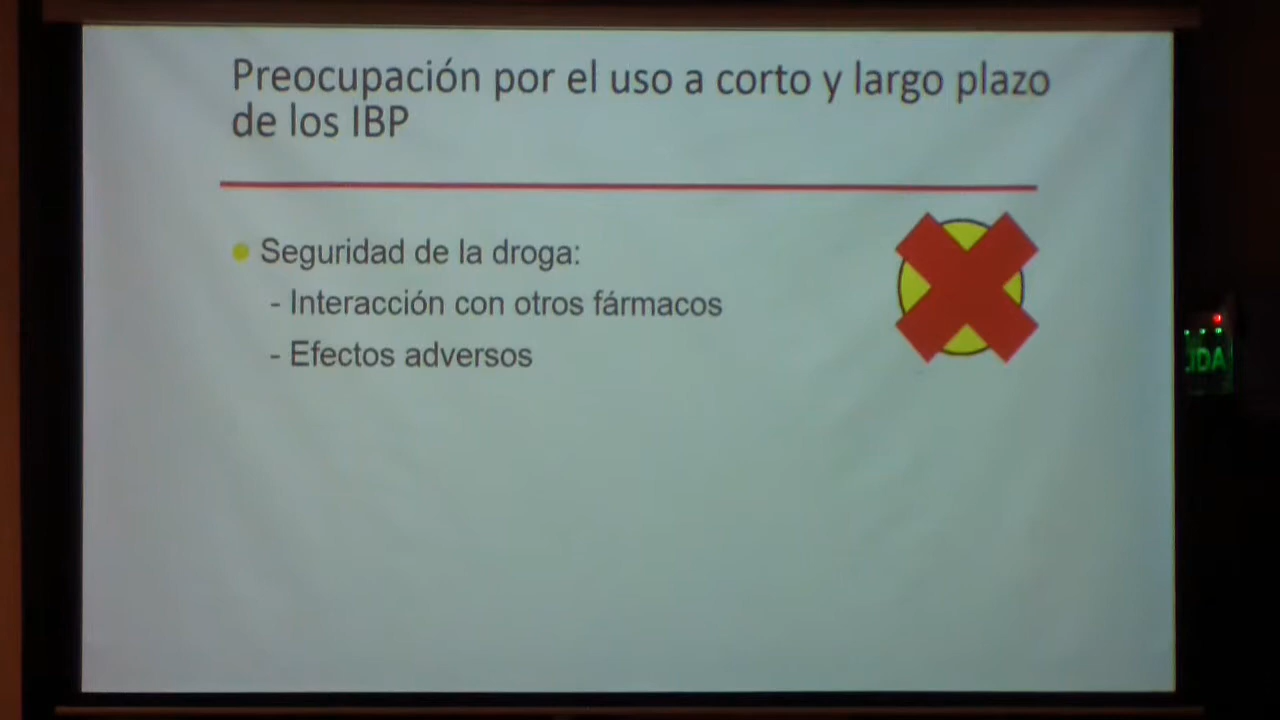 Preocupación por el uso a corto y largo plazo
de los IBP
Seguridad de la droga:
- Interacción con otros fármacos
- Efectos adversos